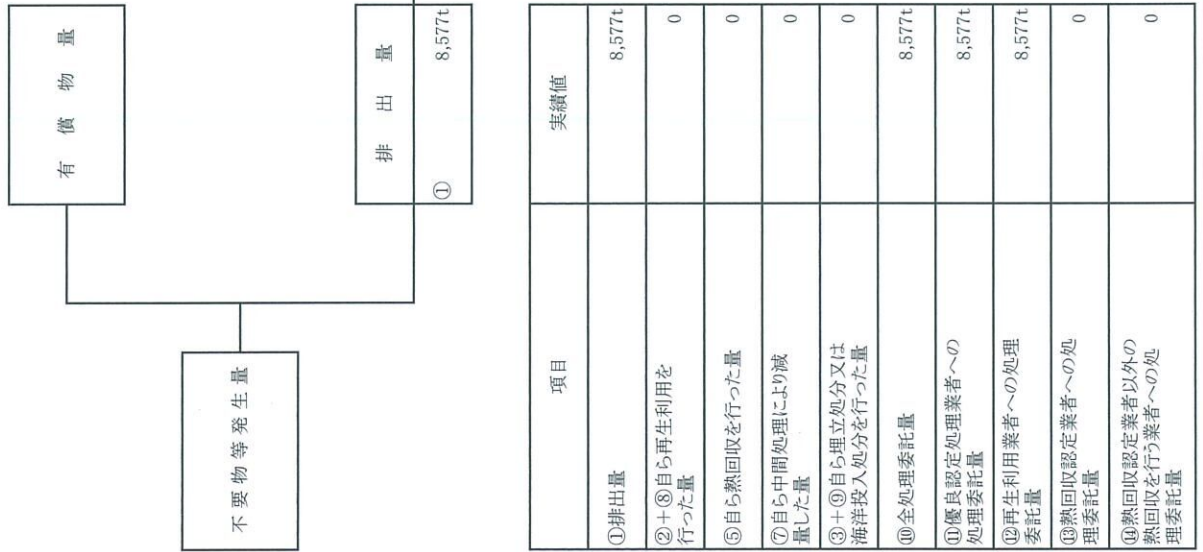 有償物量
不要物等発生量
排出量
① 8,577t
項目 実績値
①排出量 8,577t
②+⑧自ら再生利用を
行った量 0
⑤自ら熱回収を行った量 0
⑦自ら中間処理により減
量した量 0
③+⑨自ら埋立処分又は
海洋投入処分を行った量 0
⑩全処理委託量 8,577t
⑪優良認定処理業者への
処理委託量 8,577t
⑫再生利用業者への処理
委託量 8,577t
⑬熱回収認定業者への処
理委託量 0
⑭熱回収認定業者以外の
熱回収を行う業者への処
理委託量 0